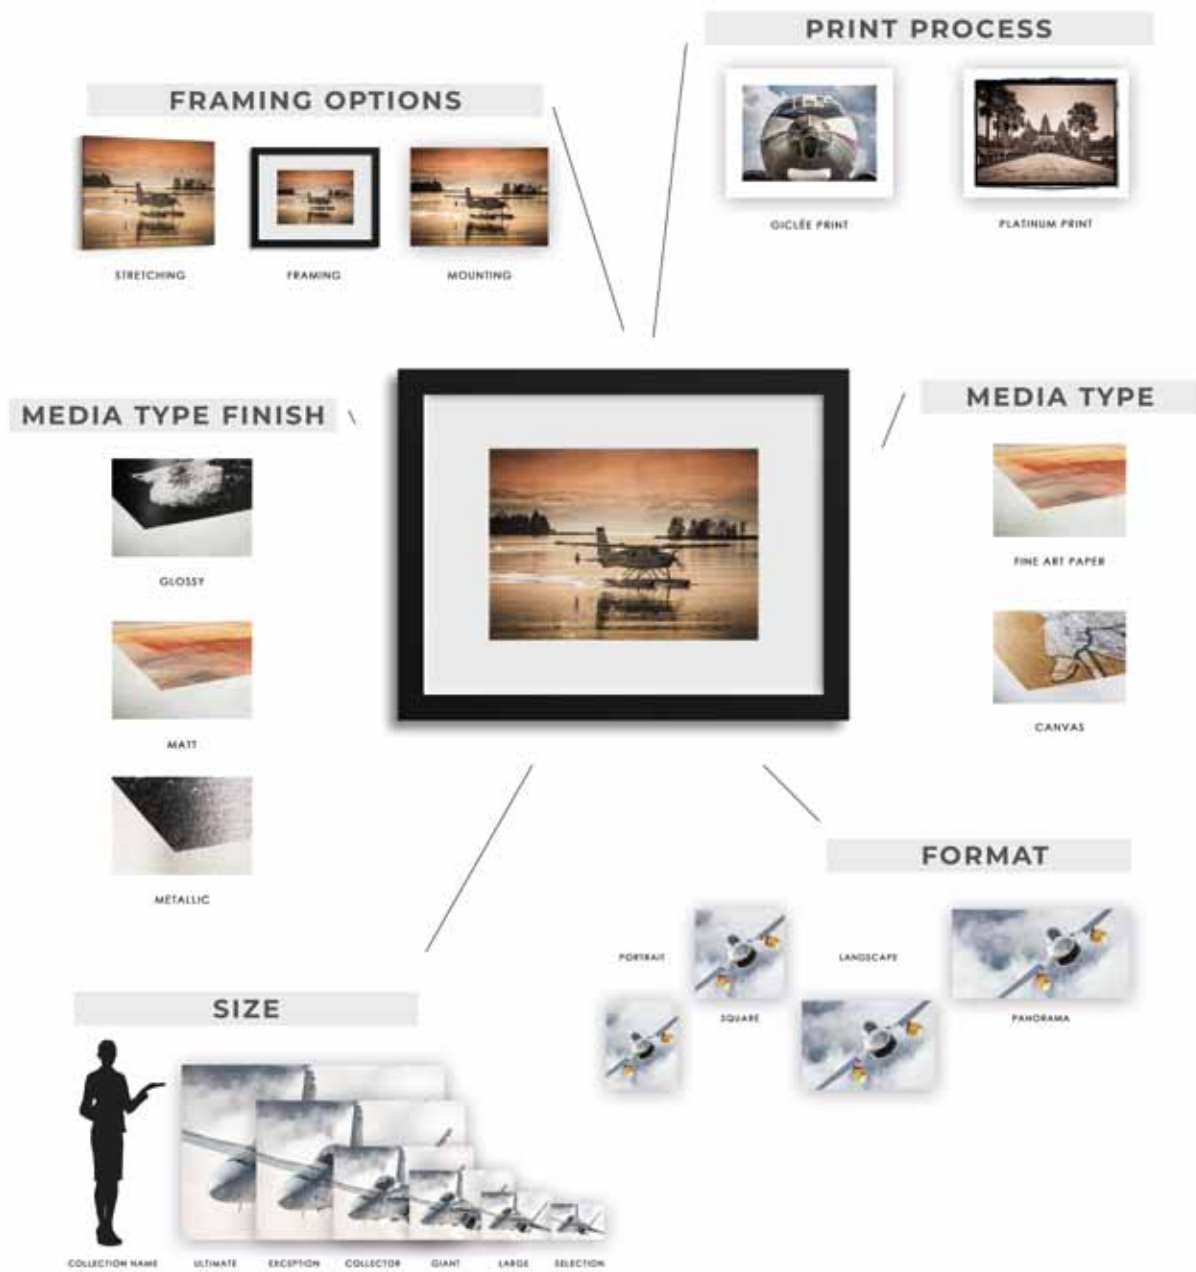 PRINT PROCESS
GICLÉE PRINT
PLATINUM PRINT
FRAMING OPTIONS
STRETCHING
FRAMING
MOUNTING
MEDIA TYPE FINISH
GLOSSY
MATT
METALLIC
MEDIA TYPE
FINE ART PAPER
CANVAS
FORMAT
PORTRAIT
LANDSCAPE
SQUARE
PANORAMA
SIZE
COLLECTION NAME
ULTIMATE
EXCEPTION
COLLECTOR
GIANT
LARGE
SELECTION